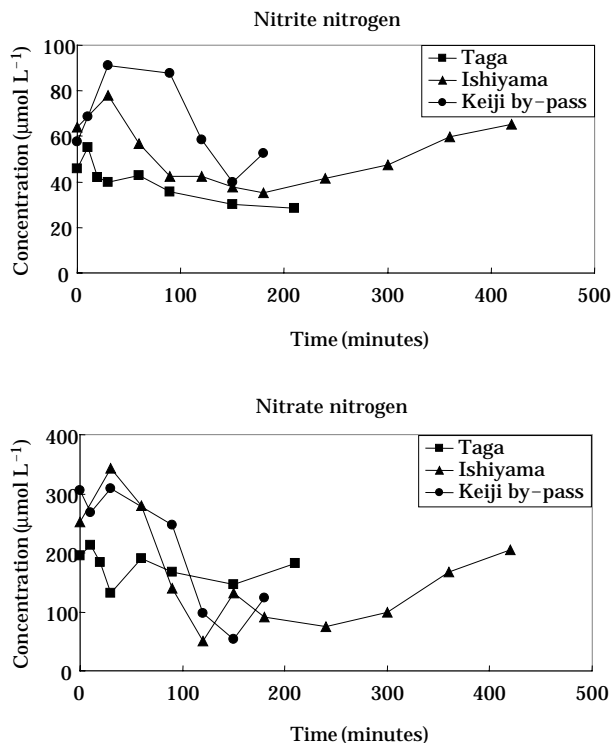 Nitrite nitrogen
Concentration (μmol L⁻¹)
100
80
60
40
20
0
Taga
Ishiyama
Keiji by-pass
0 100 200 300 400 500
Time (minutes)
Nitrate nitrogen
Concentration (μmol L⁻¹)
400
300
200
100
0
Taga
Ishiyama
Keiji by-pass
0 100 200 300 400 500
Time (minutes)